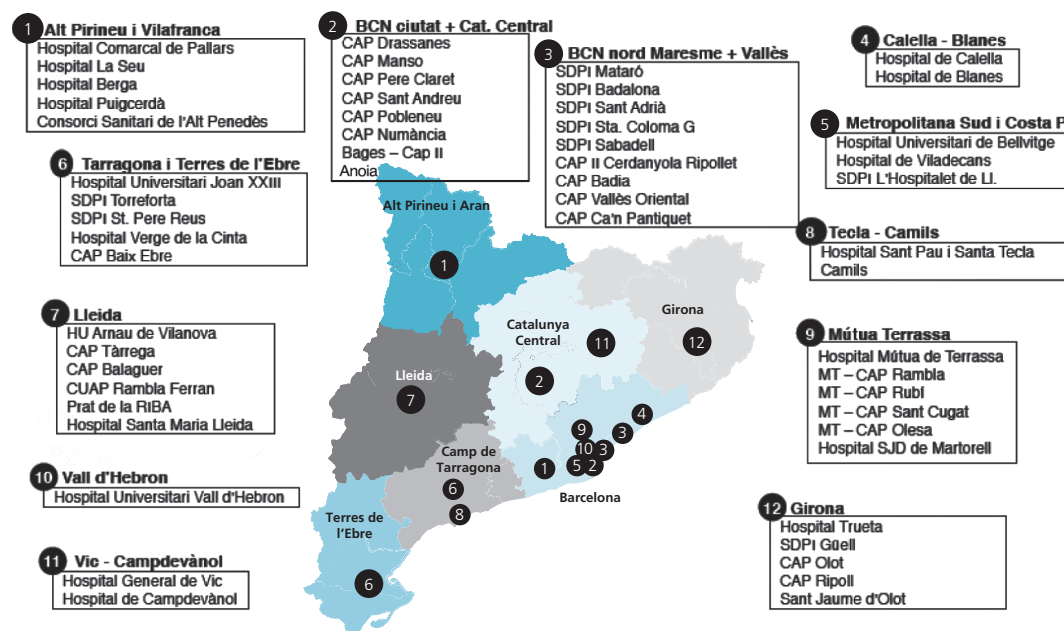 1 Alt Pirineu i Vilafranca
Hospital Comarcal de Pallars
Hospital La Seu
Hospital Berga
Hospital Puigcerdà
Consorci Sanitari de l'Alt Penedès
2 BCN ciutat + Cat. Central
CAP Drassanes
CAP Manso
CAP Pere Claret
CAP Sant Andreu
CAP Pobleneu
CAP Numància
Bages – Cap II
Anoia
3 BCN nord Maresme + Vallès
SDPI Mataró
SDPI Badalona
SDPI Sant Adrià
SDPI Sta. Coloma G
SDPI Sabadell
CAP II Cerdanyola Ripollet
CAP Badia
CAP Vallès Oriental
CAP Ca'n Pantiquet
4 Calella - Blanes
Hospital de Calella
Hospital de Blanes
5 Metropolitana Sud i Costa P
Hospital Universitari de Bellvitge
Hospital de Viladecans
SDPI L'Hospitalet de Ll.
6 Tarragona i Terres de l'Ebre
Hospital Universitari Joan XXIII
SDPI Torreforta
SDPI St. Pere Reus
Hospital Verge de la Cinta
CAP Baix Ebre
7 Lleida
HU Arnau de Vilanova
CAP Tàrrega
CAP Balaguer
CUAP Rambla Ferran
Prat de la RIBA
Hospital Santa Maria Lleida
8 Tecla - Camils
Hospital Sant Pau i Santa Tecla
Camils
9 Mútua Terrassa
Hospital Mútua de Terrassa
MT – CAP Rambla
MT – CAP Rubí
MT – CAP Sant Cugat
MT – CAP Olesa
Hospital SJD de Martorell
10 Vall d'Hebron
Hospital Universitari Vall d'Hebron
11 Vic - Campdevànol
Hospital General de Vic
Hospital de Campdevànol
12 Girona
Hospital Trueta
SDPI Güell
CAP Olot
CAP Ripoll
Sant Jaume d'Olot
Alt Pirineu i Aran
1
Girona
12
Catalunya
Central
11
2
Lleida
7
4
9
3
10
3
Camp de
Tarragona
1
5
2
6
Barcelona
8
Terres de
l'Ebre
6